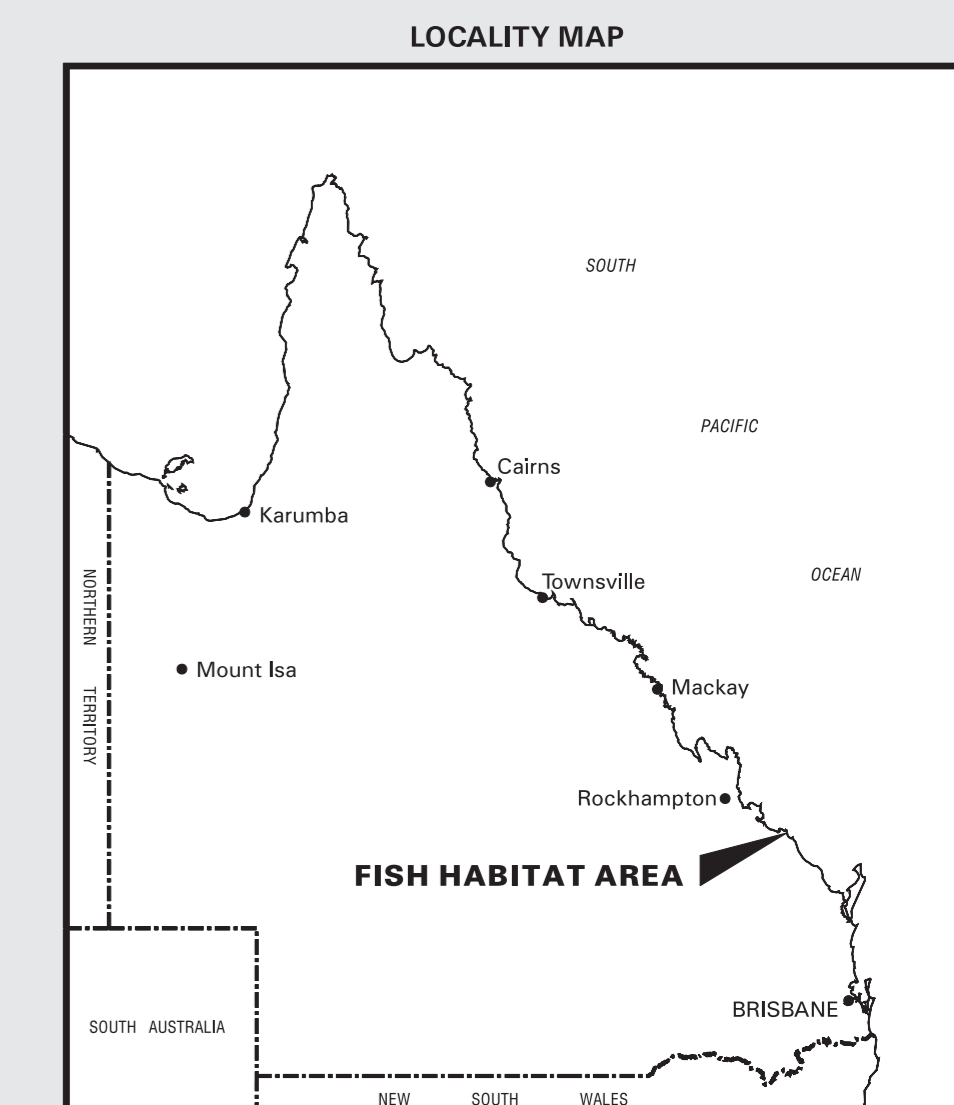 LOCALITY MAP
SOUTH
PACIFIC
Cairns
Karumba
OCEAN
Townsville
NORTHERN TERRITORY
Mount Isa
Mackay
Rockhampton
FISH HABITAT AREA
BRISBANE
SOUTH AUSTRALIA
NEW SOUTH WALES